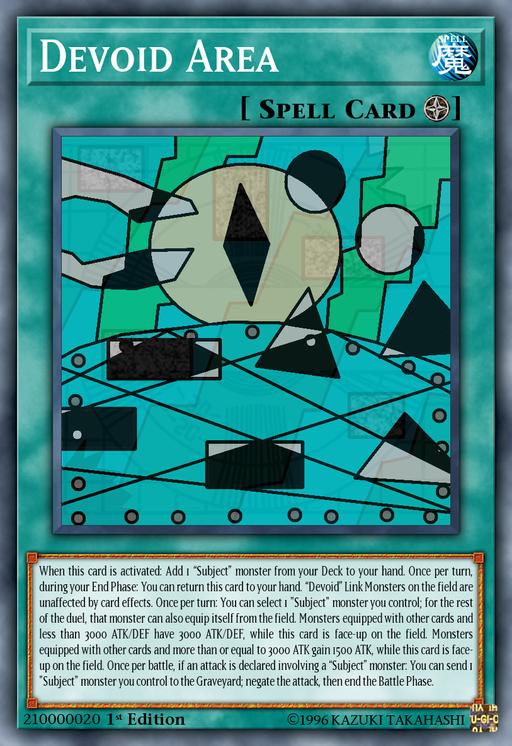 DEVOID AREA
SPELL
魔
[ SPELL CARD ]
When this card is activated: Add 1 “Subject” monster from your Deck to your hand. Once per turn,
during your End Phase: You can return this card to your hand. “Devoid” Link Monsters on the field are
unaffected by card effects. Once per turn: You can select 1 "Subject" monster you control; for the rest
of the duel, that monster can also equip itself from the field. Monsters equipped with other cards and
less than 3000 ATK/DEF have 3000 ATK/DEF, while this card is face-up on the field. Monsters
equipped with other cards and more than or equal to 3000 ATK gain 1500 ATK, while this card is face-
up on the field. Once per battle, if an attack is declared involving a “Subject” monster: You can send 1
"Subject" monster you control to the Graveyard; negate the attack, then end the Battle Phase.
210000020 1st Edition ©1996 KAZUKI TAKAHASHI